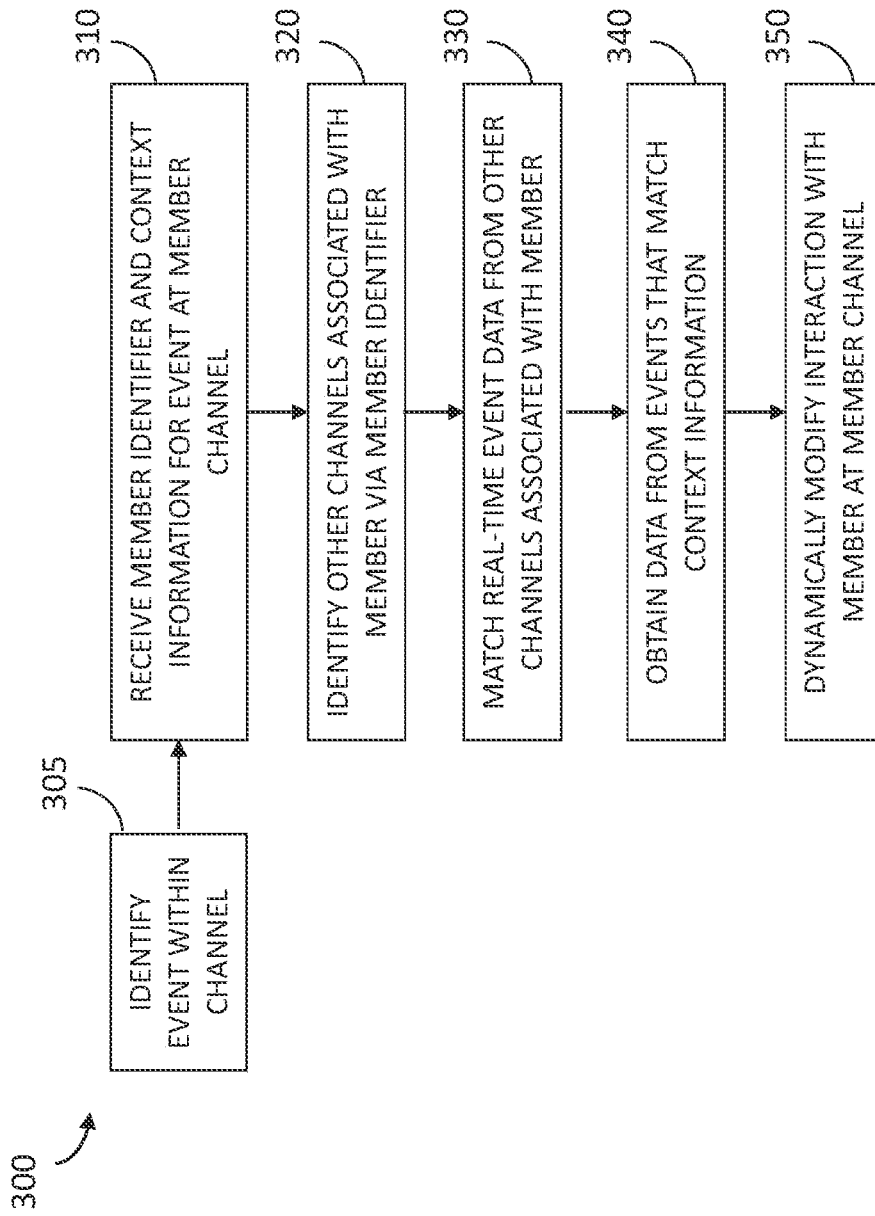 300
305
IDENTIFY
EVENT WITHIN
CHANNEL
310
RECEIVE MEMBER IDENTIFIER AND CONTEXT
INFORMATION FOR EVENT AT MEMBER
CHANNEL
320
IDENTIFY OTHER CHANNELS ASSOCIATED WITH
MEMBER VIA MEMBER IDENTIFIER
330
MATCH REAL-TIME EVENT DATA FROM OTHER
CHANNELS ASSOCIATED WITH MEMBER
340
OBTAIN DATA FROM EVENTS THAT MATCH
CONTEXT INFORMATION
350
DYNAMICALLY MODIFY INTERACTION WITH
MEMBER AT MEMBER CHANNEL